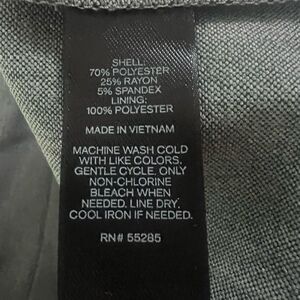 SHELL:
70% POLYESTER
25% RAYON
5% SPANDEX
LINING:
100% POLYESTER
MADE IN VIETNAM
MACHINE WASH COLD
WITH LIKE COLORS.
GENTLE CYCLE. ONLY
NON-CHLORINE
BLEACH WHEN
NEEDED. LINE DRY.
COOL IRON IF NEEDED.
RN# 55285